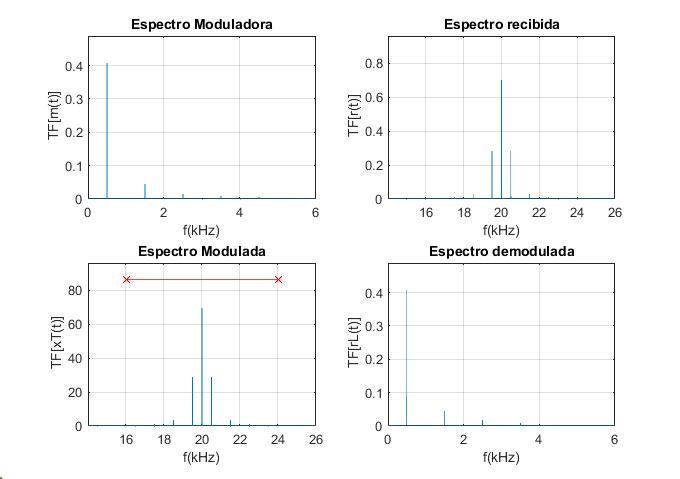 Espectro Moduladora
TF[m(t)]
0.4
0.3
0.2
0.1
0
0 2 4 6
f(kHz)
Espectro recibida
TF[r(t)]
0.8
0.6
0.4
0.2
0
16 18 20 22 24 26
f(kHz)
Espectro Modulada
TF[xT(t)]
80
60
40
20
0
16 18 20 22 24 26
f(kHz)
Espectro demodulada
TF[rL(t)]
0.4
0.3
0.2
0.1
0
0 2 4 6
f(kHz)